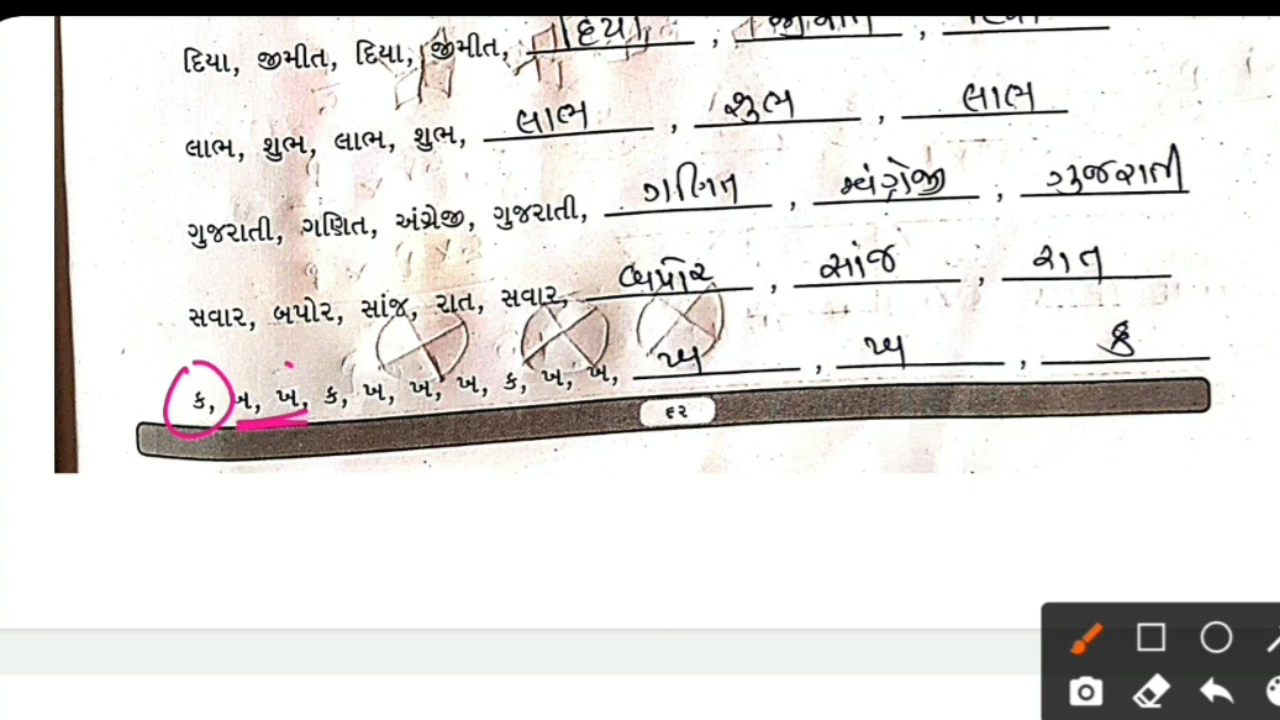 દિયા, જીમીત, દિયા, જીમીત, દિયા,
લાભ, શુભ, લાભ, શુભ, લાભ, શુભ, લાભ
ગુજરાતી, ગણિત, અંગ્રેજી, ગુજરાતી, ગણિત, અંગ્રેજી, ગુજરાતી
સવાર, બપોર, સાંજ, રાત, સવાર, બપોર, સાંજ, રાત
ક, ખ, ખ, ક, ખ, ખ, ખ, ક, ખ, ખ, ખ, ખ, ક
૬૨